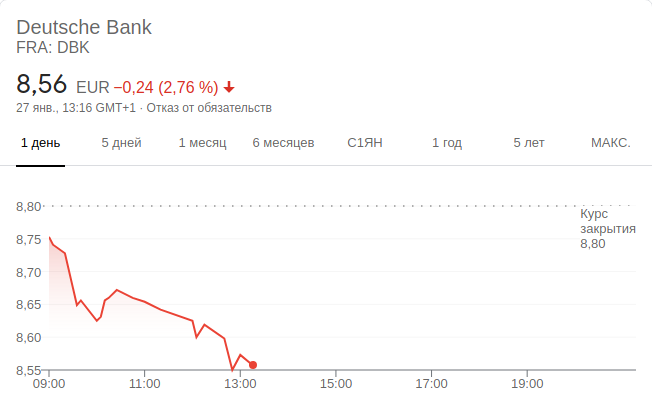 Deutsche Bank
FRA: DBK
8,56 EUR −0,24 (2,76 %)
27 янв., 13:16 GMT+1 · Отказ от обязательств
1 день 5 дней 1 месяц 6 месяцев С1ЯН 1 год 5 лет МАКС.
8,80
Курс
закрытия
8,80
8,75
8,70
8,65
8,60
8,55
09:00 11:00 13:00 15:00 17:00 19:00